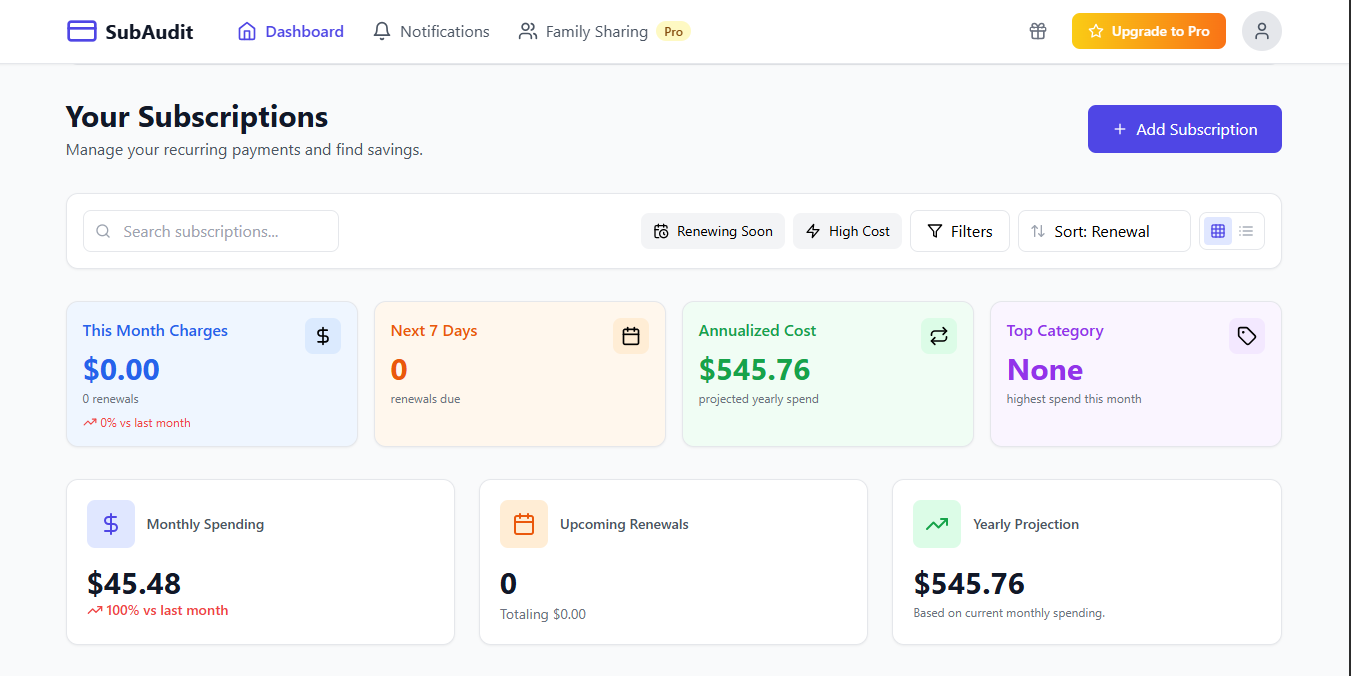 SubAudit
Dashboard
Notifications
Family Sharing
Pro
Upgrade to Pro
Your Subscriptions
Manage your recurring payments and find savings.
+ Add Subscription
Search subscriptions...
Renewing Soon
High Cost
Filters
Sort: Renewal
This Month Charges
$
$0.00
0 renewals
0% vs last month
Next 7 Days
0
renewals due
Annualized Cost
$545.76
projected yearly spend
Top Category
None
highest spend this month
$
Monthly Spending
$45.48
100% vs last month
Upcoming Renewals
0
Totaling $0.00
Yearly Projection
$545.76
Based on current monthly spending.